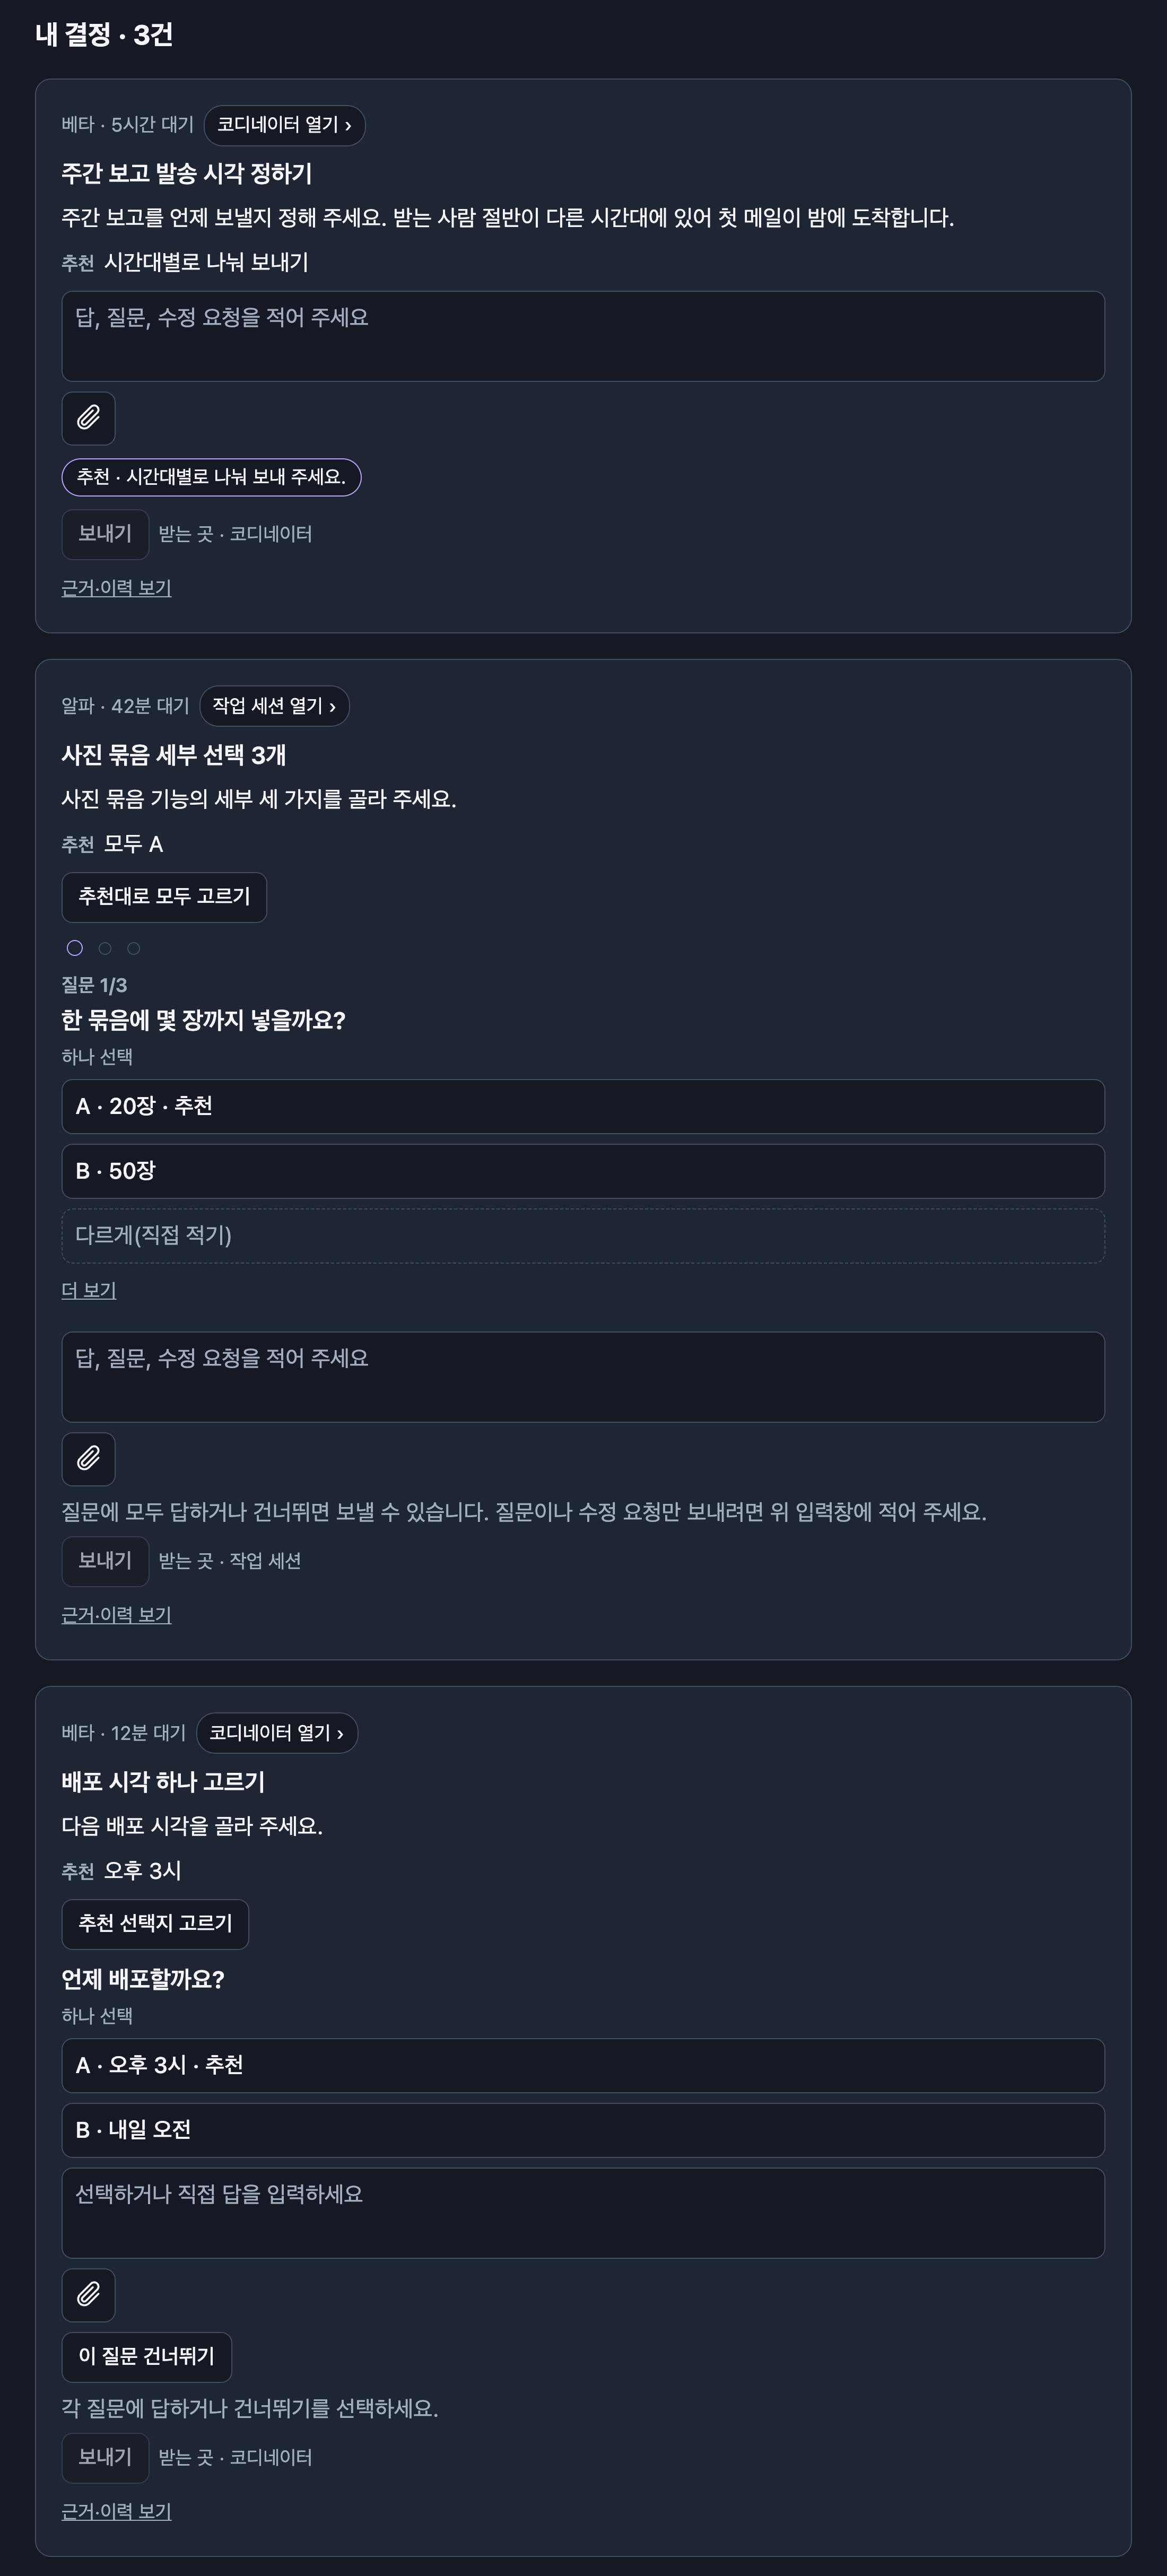 내 결정 · 3건
베타 · 5시간 대기 코디네이터 열기 ›
주간 보고 발송 시각 정하기
주간 보고를 언제 보낼지 정해 주세요. 받는 사람 절반이 다른 시간대에 있어 첫 메일이 밤에 도착합니다.
추천 시간대별로 나눠 보내기
답, 질문, 수정 요청을 적어 주세요
추천 · 시간대별로 나눠 보내 주세요.
보내기 받는 곳 · 코디네이터
근거·이력 보기
알파 · 42분 대기 작업 세션 열기 ›
사진 묶음 세부 선택 3개
사진 묶음 기능의 세부 세 가지를 골라 주세요.
추천 모두 A
추천대로 모두 고르기
질문 1/3
한 묶음에 몇 장까지 넣을까요?
하나 선택
A · 20장 · 추천
B · 50장
다르게(직접 적기)
더 보기
답, 질문, 수정 요청을 적어 주세요
질문에 모두 답하거나 건너뛰면 보낼 수 있습니다. 질문이나 수정 요청만 보내려면 위 입력창에 적어 주세요.
보내기 받는 곳 · 작업 세션
근거·이력 보기
베타 · 12분 대기 코디네이터 열기 ›
배포 시각 하나 고르기
다음 배포 시각을 골라 주세요.
추천 오후 3시
추천 선택지 고르기
언제 배포할까요?
하나 선택
A · 오후 3시 · 추천
B · 내일 오전
선택하거나 직접 답을 입력하세요
이 질문 건너뛰기
각 질문에 답하거나 건너뛰기를 선택하세요.
보내기 받는 곳 · 코디네이터
근거·이력 보기